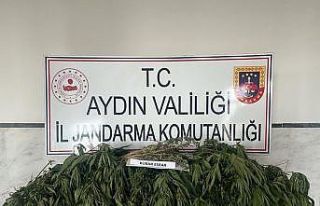 T.C.
AYDIN VALİLİĞİ
İL JANDARMA KOMUTANLIĞI
KUBAR ESRAR